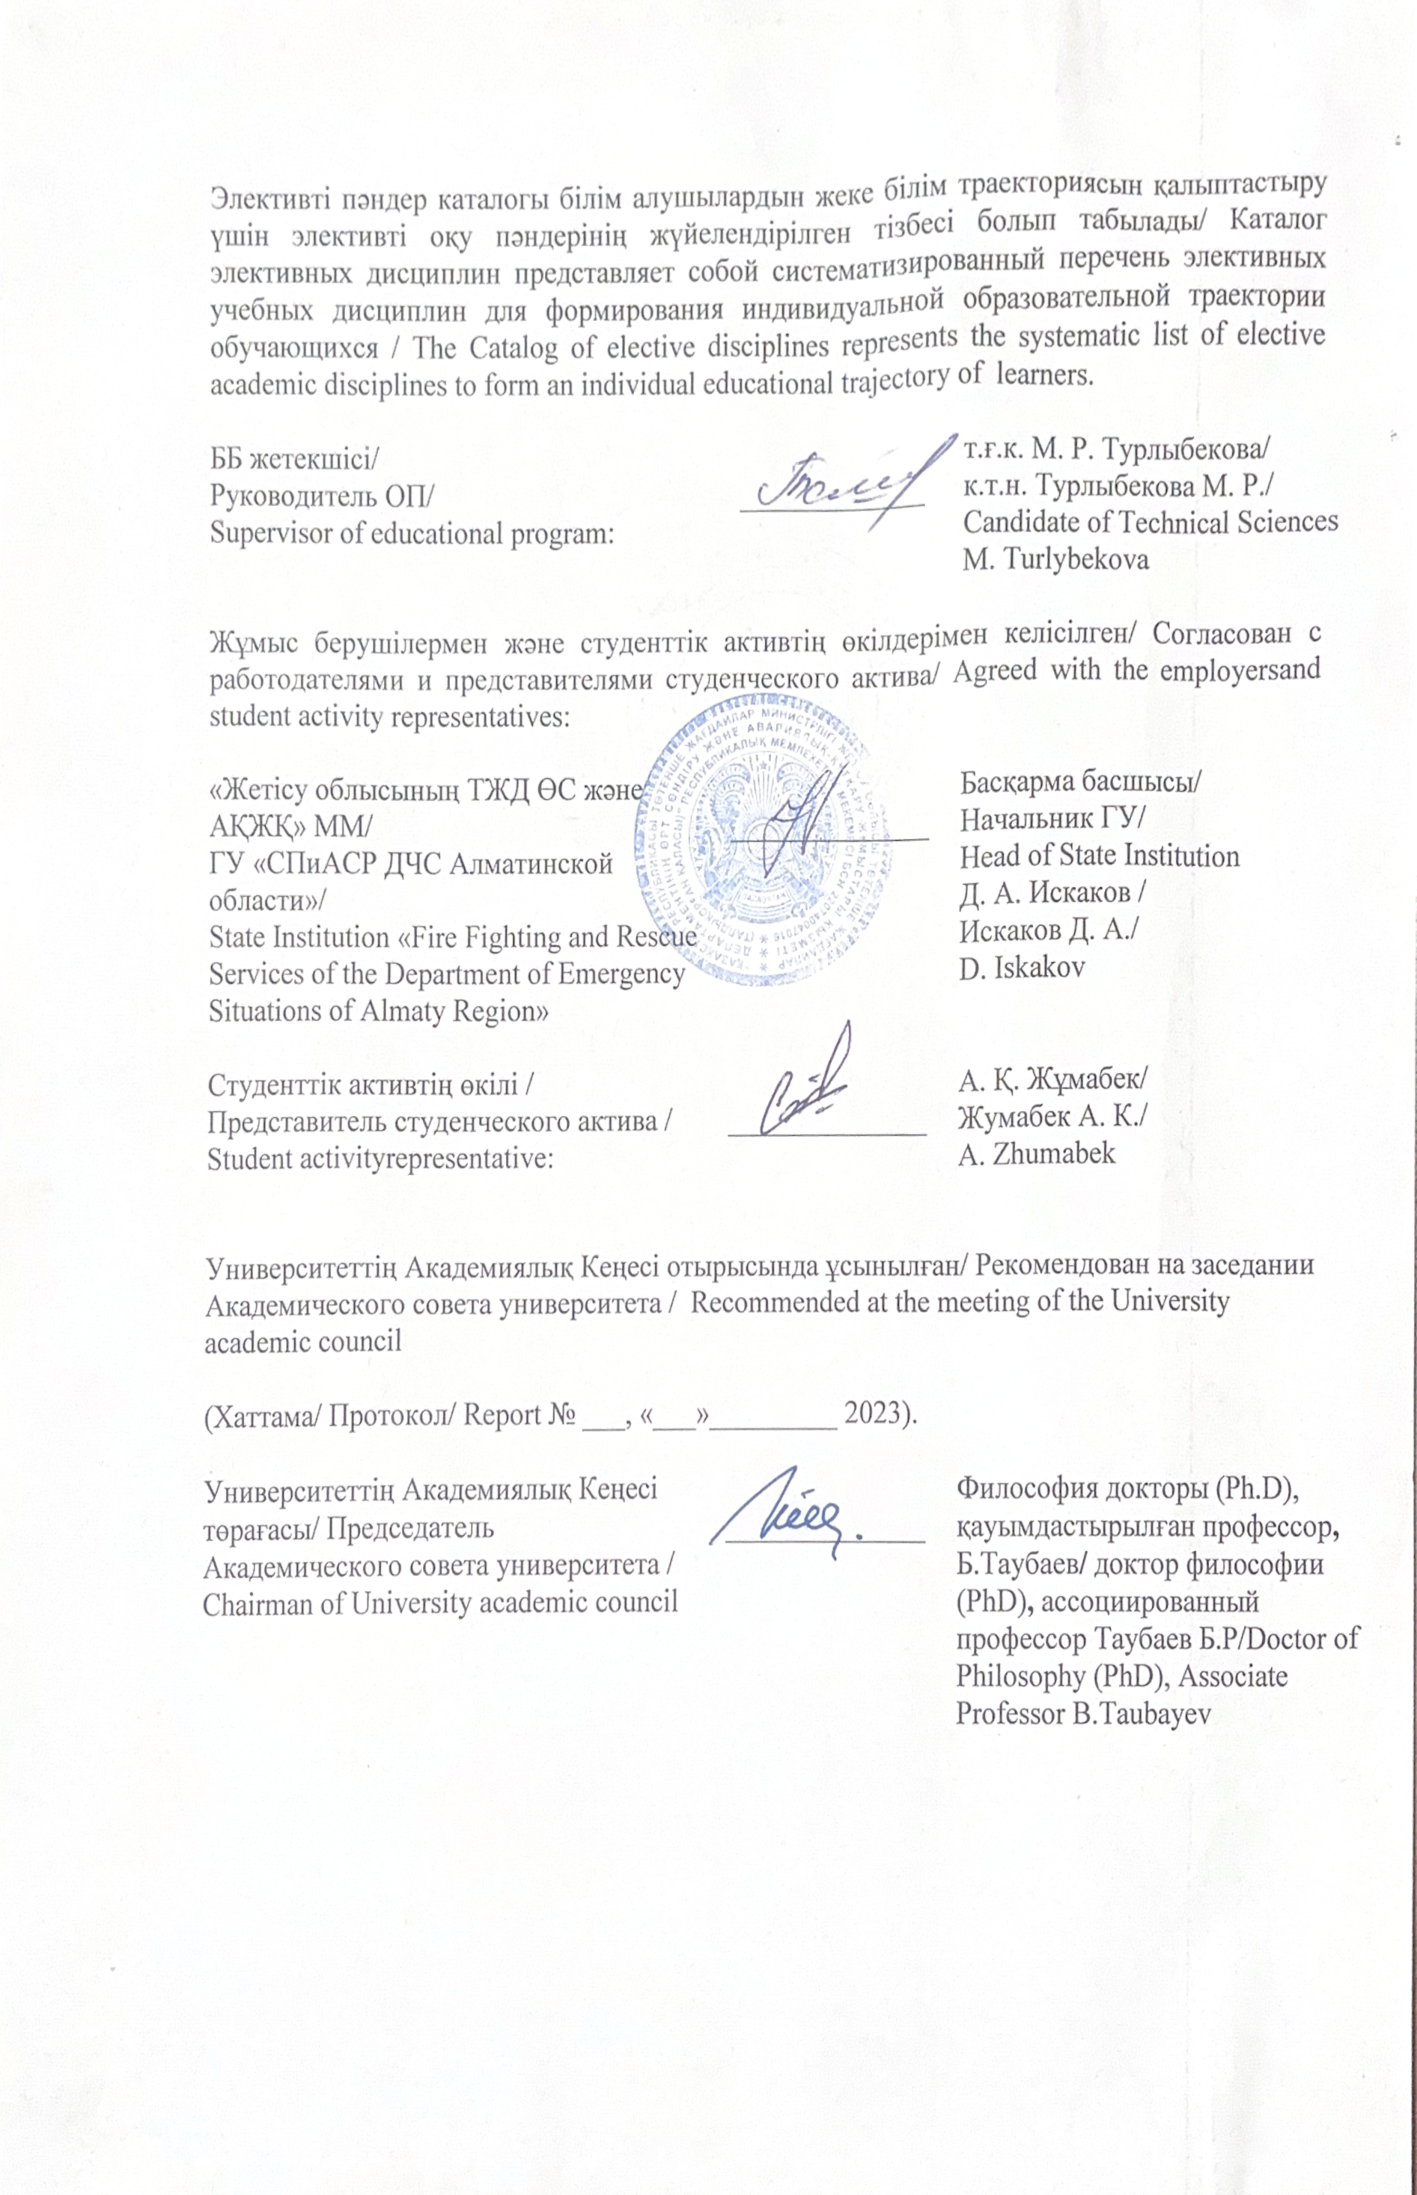 Элективті пәндер каталогы білім алушылардын жеке білім траекториясын қалыптастыру
үшін элективті оқу пәндерінің жүйелендірілген тізбесі болып табылады/ Каталог
элективных дисциплин представляет собой систематизированный перечень элективных
учебных дисциплин для формирования индивидуальной образовательной траектории
обучающихся / The Catalog of elective disciplines represents the systematic list of elective
academic disciplines to form an individual educational trajectory of learners.
ББ жетекшісі/
Руководитель ОП/
Supervisor of educational program:
т.ғ.к. М. Р. Турлыбекова/
к.т.н. Турлыбекова М. Р./
Candidate of Technical Sciences
M. Turlybekova
Жұмыс берушілермен және студенттік активтің өкілдерімен келісілген/ Согласован с
работодателями и представителями студенческого актива/ Agreed with the employersand
student activity representatives:
«Жетісу облысының ТЖД ӨС және
АҚЖҚ» ММ/
ГУ «СПиАСР ДЧС Алматинской
области»/
State Institution «Fire Fighting and Rescue
Services of the Department of Emergency
Situations of Almaty Region»
Басқарма басшысы/
Начальник ГУ/
Head of State Institution
Д. А. Искаков /
Искаков Д. А./
D. Iskakov
Студенттік активтің өкілі /
Представитель студенческого актива /
Student activityrepresentative:
А. Қ. Жұмабек/
Жумабек А. К./
A. Zhumabek
Университеттің Академиялық Кеңесі отырысында ұсынылған/ Рекомендован на заседании
Академического совета университета / Recommended at the meeting of the University
academic council
(Хаттама/ Протокол/ Report № ___, «___»_________ 2023).
Университеттің Академиялық Кеңесі
төрағасы/ Председатель
Академического совета университета /
Chairman of University academic council
Философия докторы (Ph.D),
қауымдастырылған профессор,
Б.Таубаев/ доктор философии
(PhD), ассоциированный
профессор Таубаев Б.Р/Doctor of
Philosophy (PhD), Associate
Professor B.Taubayev